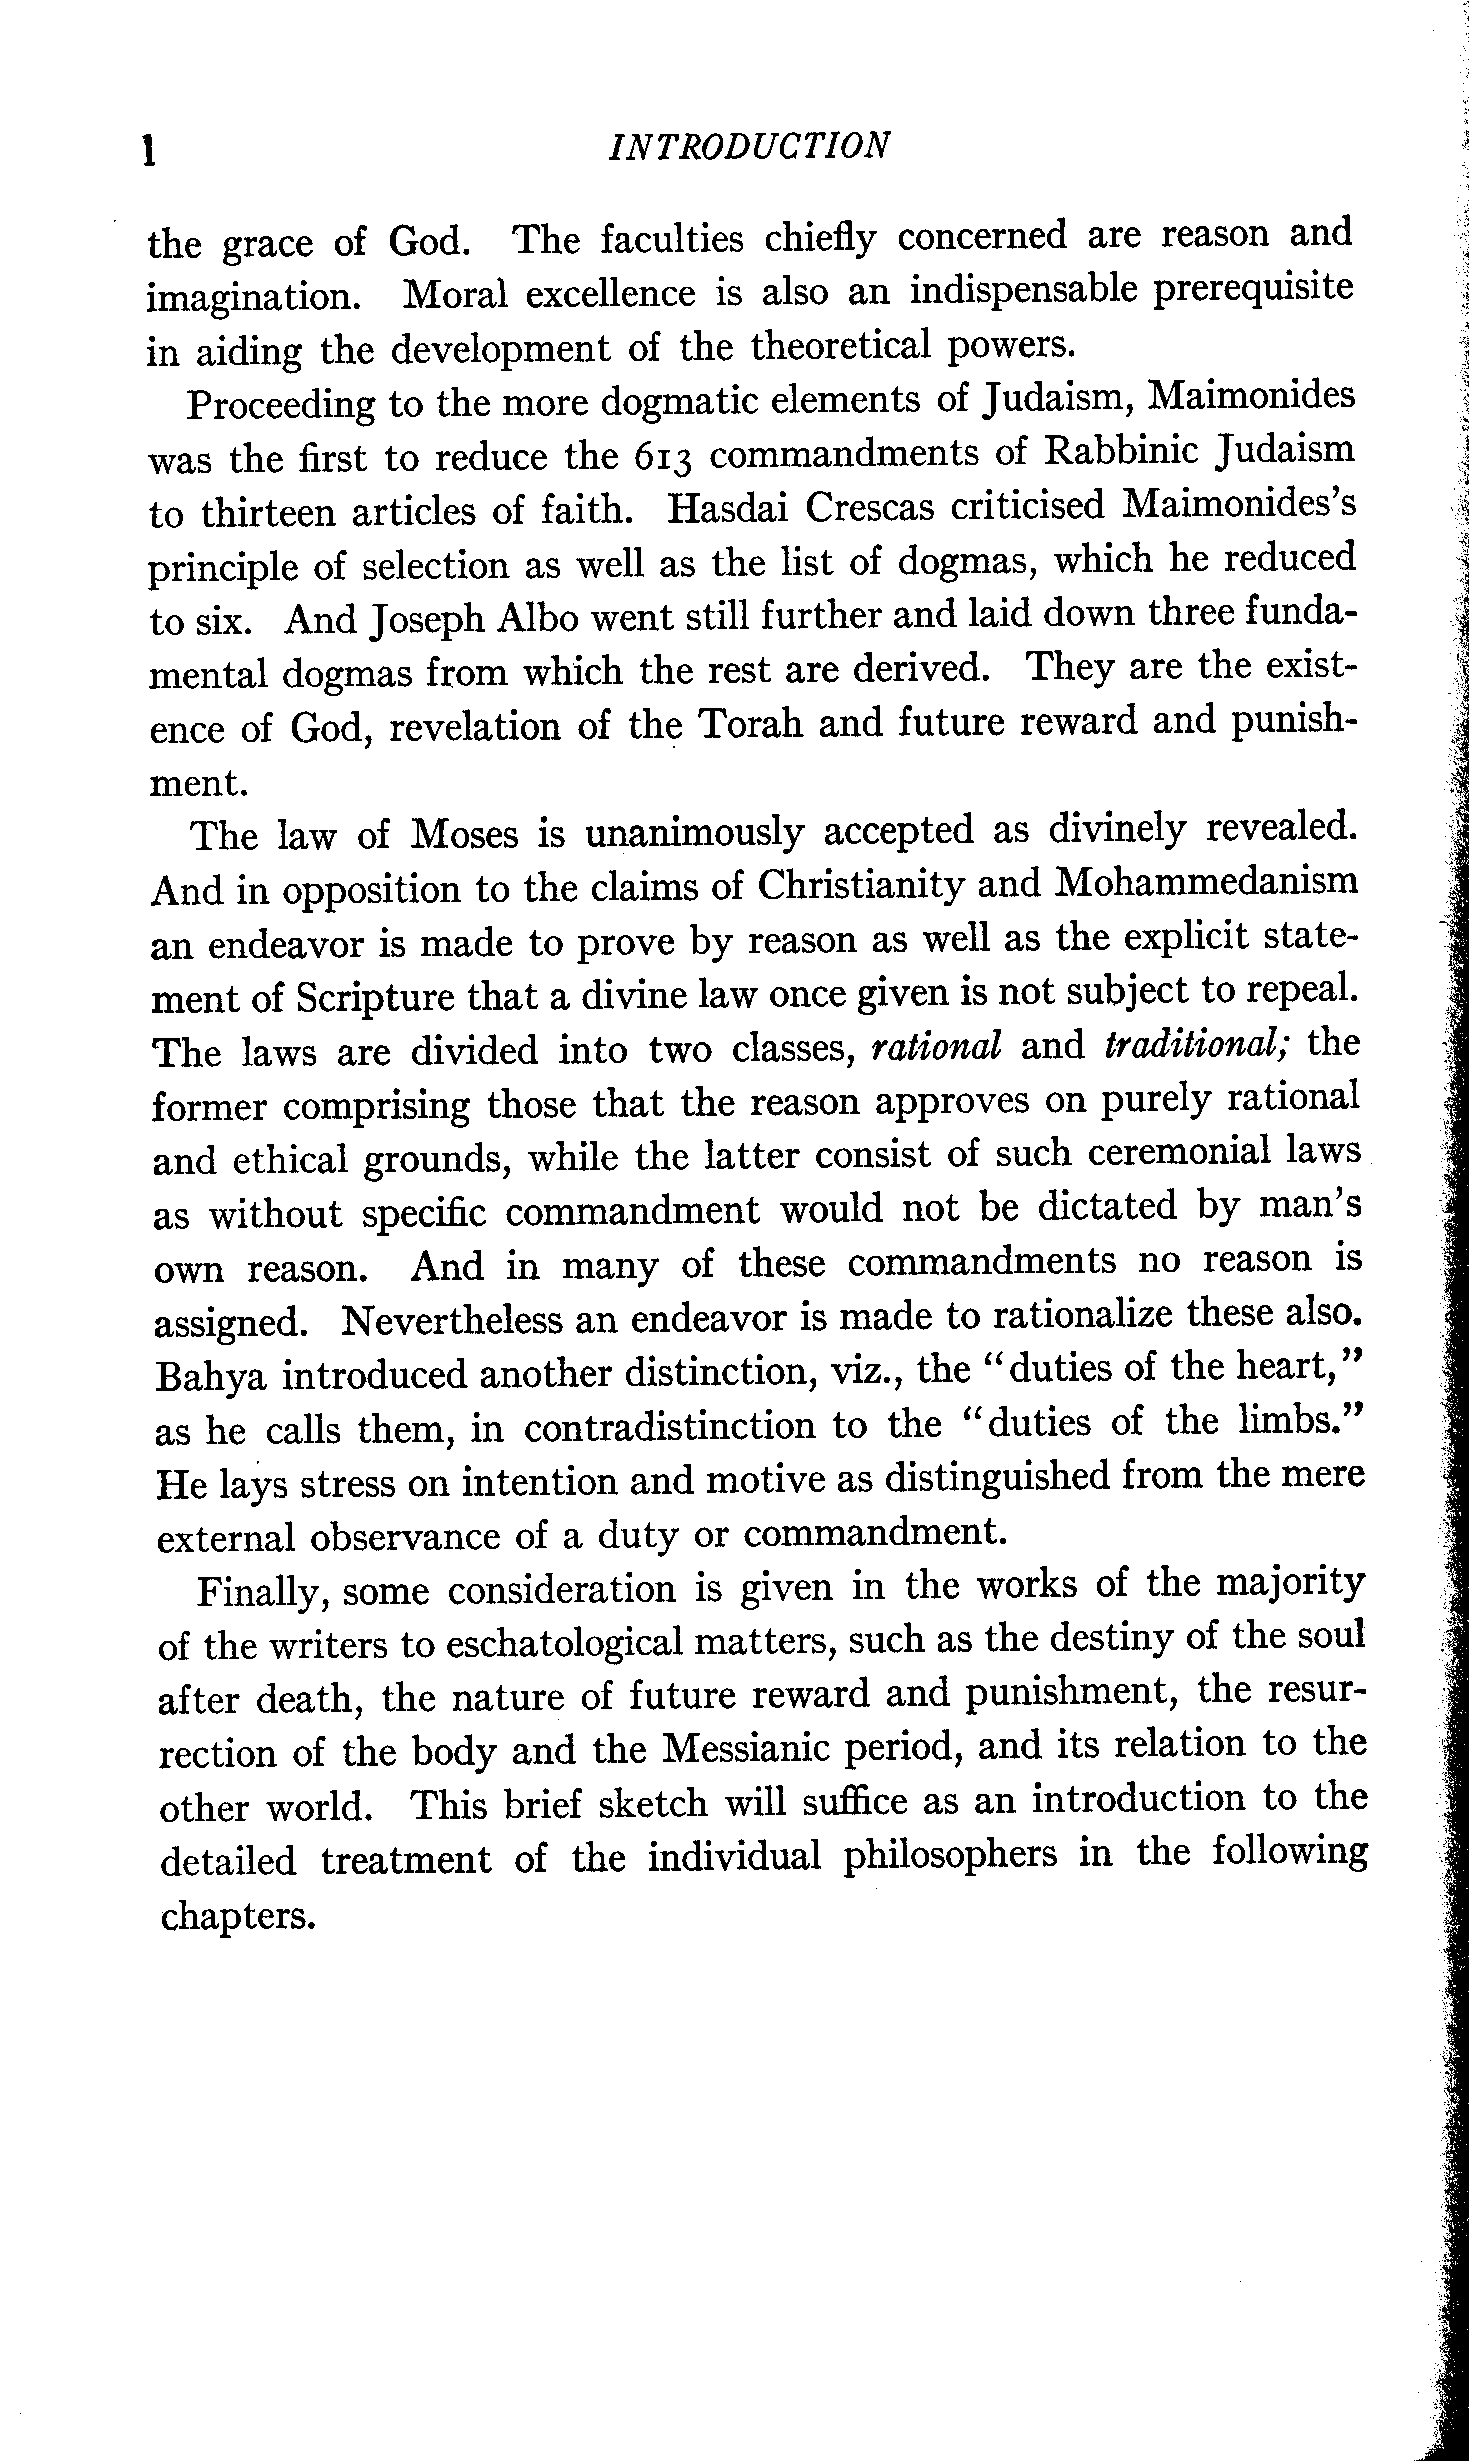 l INTRODUCTION
the grace of God. The faculties chiefly concerned are reason and
imagination. Moral excellence is also an indispensable prerequisite
in aiding the development of the theoretical powers.
Proceeding to the more dogmatic elements of Judaism, Maimonides
was the first to reduce the 613 commandments of Rabbinic Judaism
to thirteen articles of faith. Hasdai Crescas criticised Maimonides's
principle of selection as well as the list of dogmas, which he reduced
to six. And Joseph Albo went still further and laid down three funda-
mental dogmas from which the rest are derived. They are the exist-
ence of God, revelation of the Torah and future reward and punish-
ment.
The law of Moses is unanimously accepted as divinely revealed.
And in opposition to the claims of Christianity and Mohammedanism
an endeavor is made to prove by reason as well as the explicit state-
ment of Scripture that a divine law once given is not subject to repeal.
The laws are divided into two classes, rational and traditional; the
former comprising those that the reason approves on purely rational
and ethical grounds, while the latter consist of such ceremonial laws
as without specific commandment would not be dictated by man's
own reason. And in many of these commandments no reason is
assigned. Nevertheless an endeavor is made to rationalize these also.
Bahya introduced another distinction, viz., the “duties of the heart,”
as he calls them, in contradistinction to the “duties of the limbs.”
He lays stress on intention and motive as distinguished from the mere
external observance of a duty or commandment.
Finally, some consideration is given in the works of the majority
of the writers to eschatological matters, such as the destiny of the soul
after death, the nature of future reward and punishment, the resur-
rection of the body and the Messianic period, and its relation to the
other world. This brief sketch will suffice as an introduction to the
detailed treatment of the individual philosophers in the following
chapters.